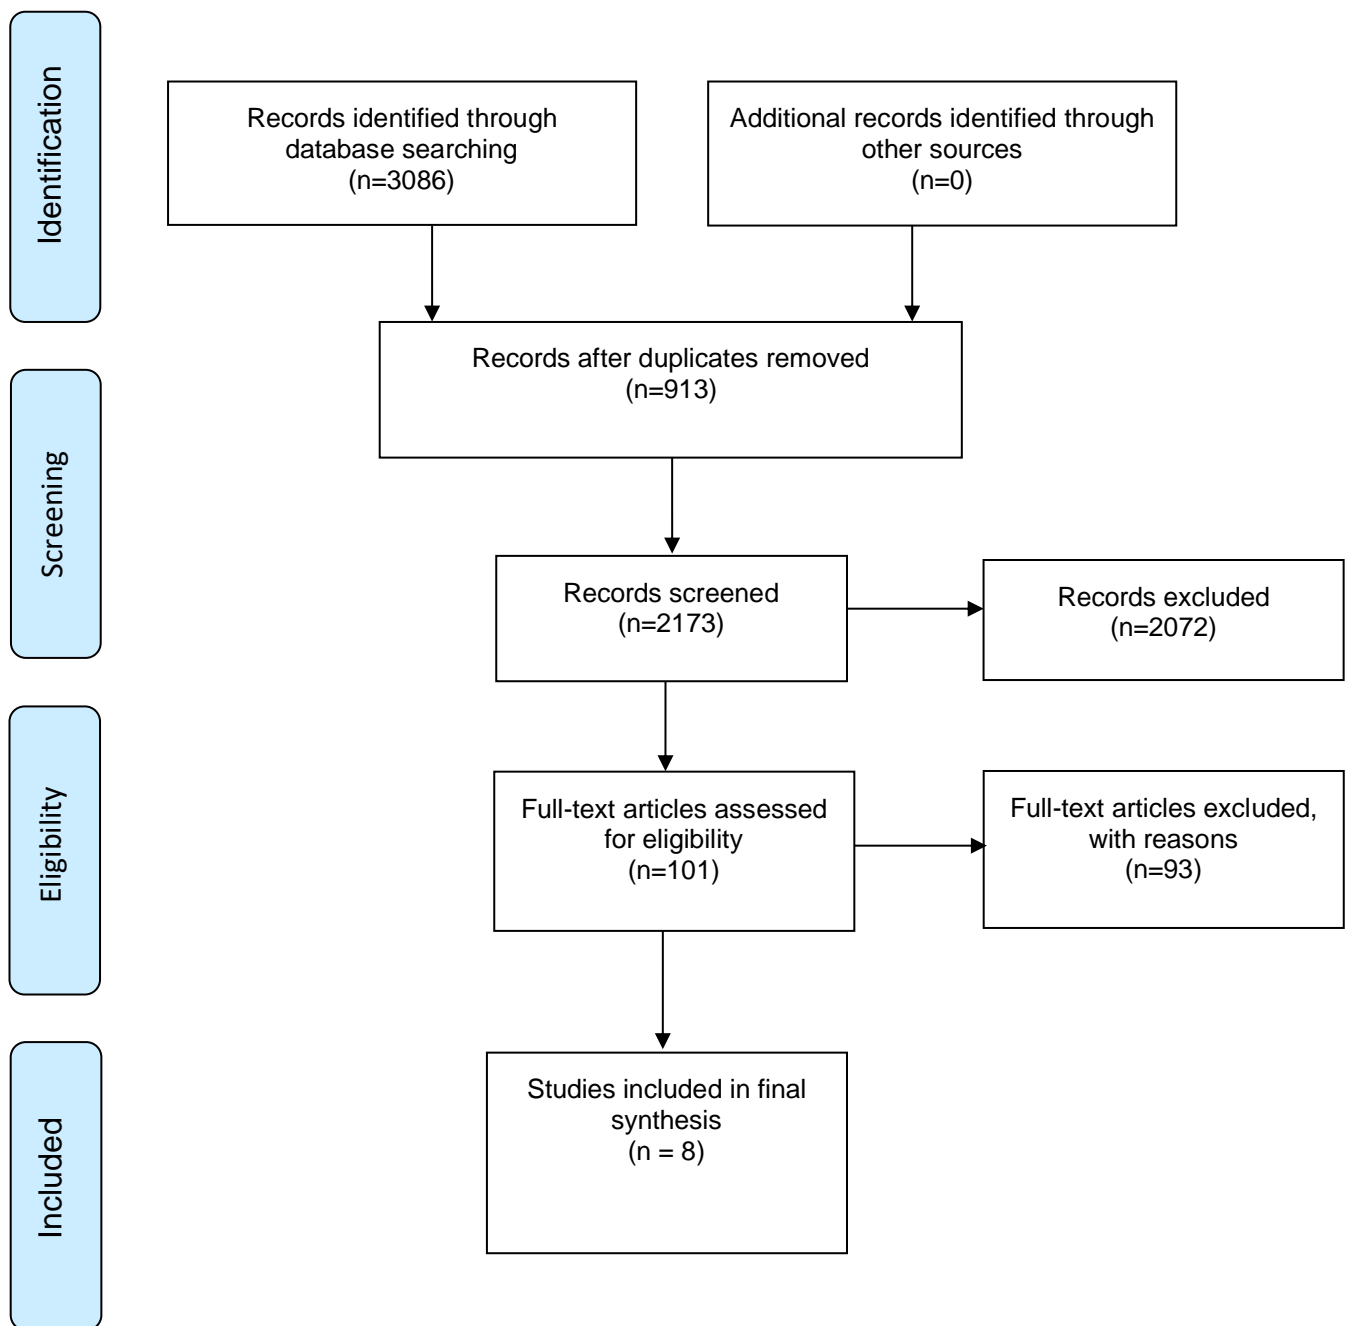 Identification
Records identified through
database searching
(n=3086)
Additional records identified through
other sources
(n=0)
Records after duplicates removed
(n=913)
Screening
Records screened
(n=2173)
Records excluded
(n=2072)
Eligibility
Full-text articles assessed
for eligibility
(n=101)
Full-text articles excluded,
with reasons
(n=93)
Included
Studies included in final
synthesis
(n = 8)